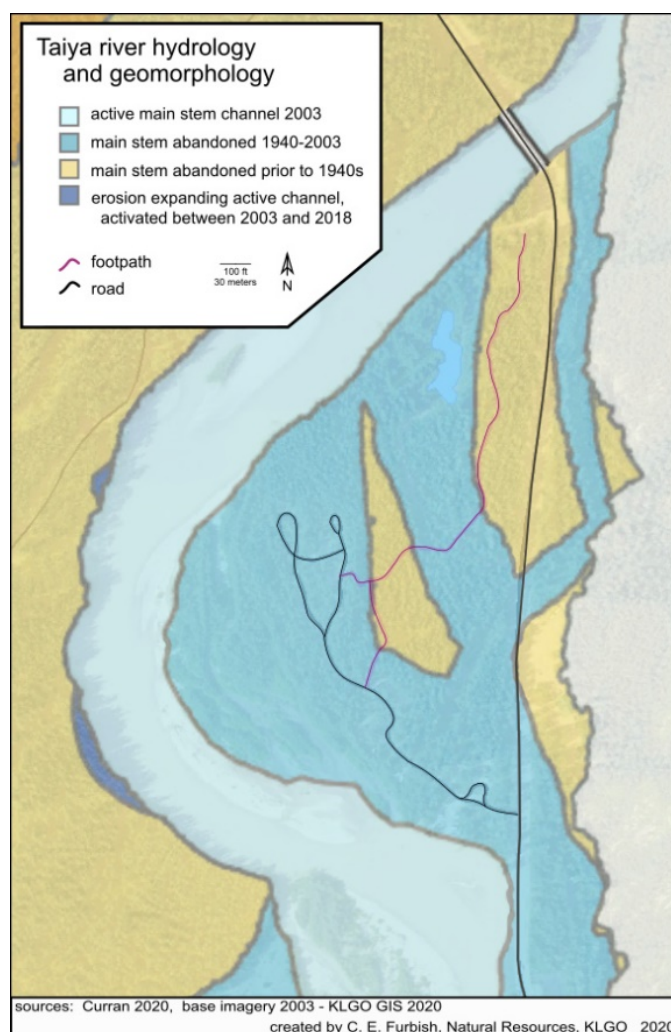 Taiya river hydrology
and geomorphology
active main stem channel 2003
main stem abandoned 1940-2003
main stem abandoned prior to 1940s
erosion expanding active channel,
activated between 2003 and 2018
footpath
road
100 ft
30 meters
N
sources: Curran 2020, base imagery 2003 - KLGO GIS 2020
created by C. E. Furbish, Natural Resources, KLGO